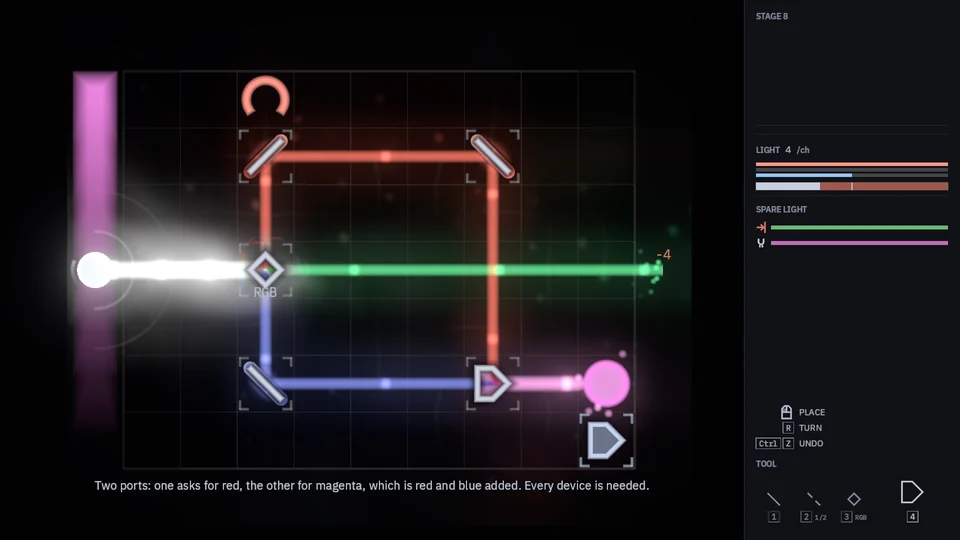 STAGE 8
LIGHT 4 /ch
SPARE LIGHT
-4
RGB
PLACE
R TURN
Ctrl Z UNDO
TOOL
1 2 1/2 3 RGB 4
Two ports: one asks for red, the other for magenta, which is red and blue added. Every device is needed.